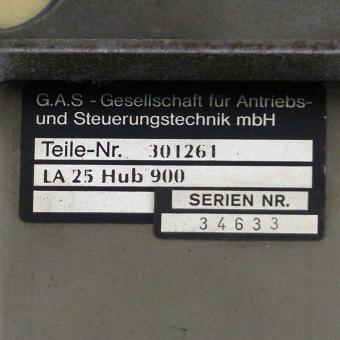 G.A.S - Gesellschaft für Antriebs-
und Steuerungstechnik mbH
Teile-Nr. 301261
LA 25 Hub 900
SERIEN NR.
34633